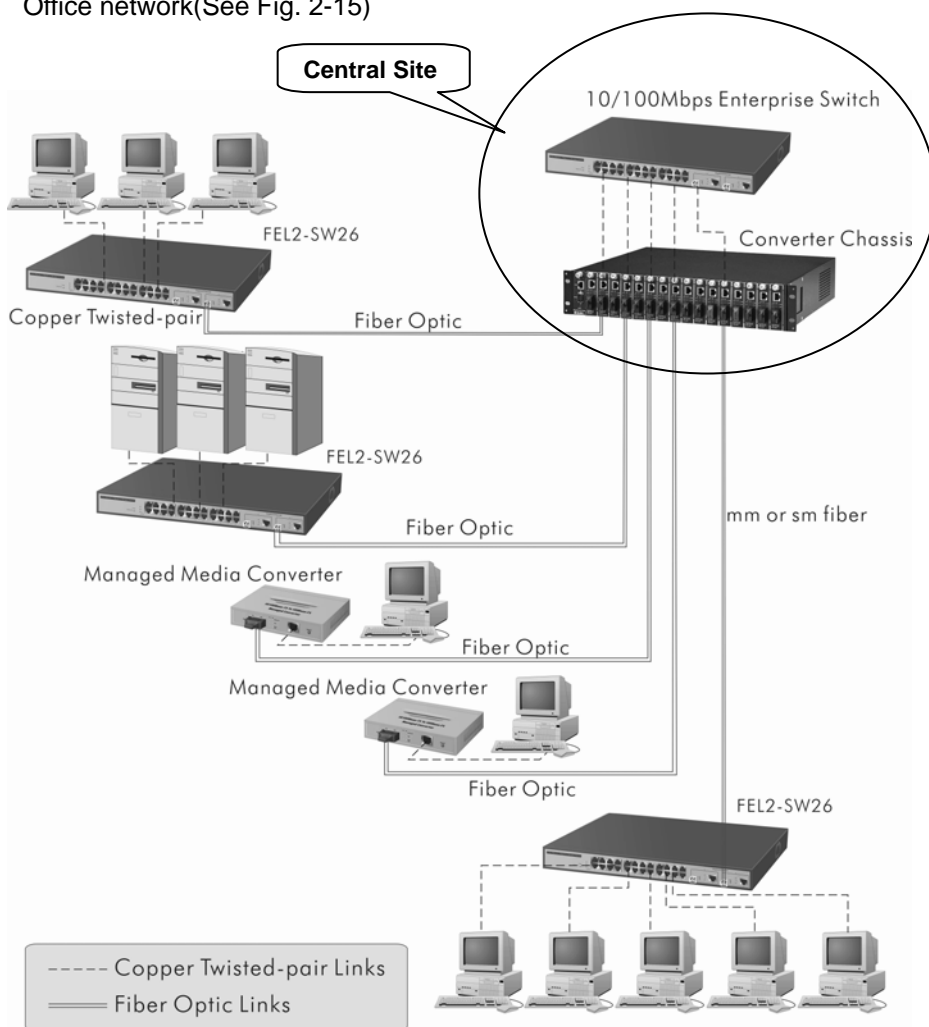 Office network(See Fig. 2-15)
Central Site
10/100Mbps Enterprise Switch
FEL2-SW26
Converter Chassis
Copper Twisted-pair
Fiber Optic
FEL2-SW26
Fiber Optic
mm or sm fiber
Managed Media Converter
Fiber Optic
Managed Media Converter
Fiber Optic
FEL2-SW26
Copper Twisted-pair Links
Fiber Optic Links